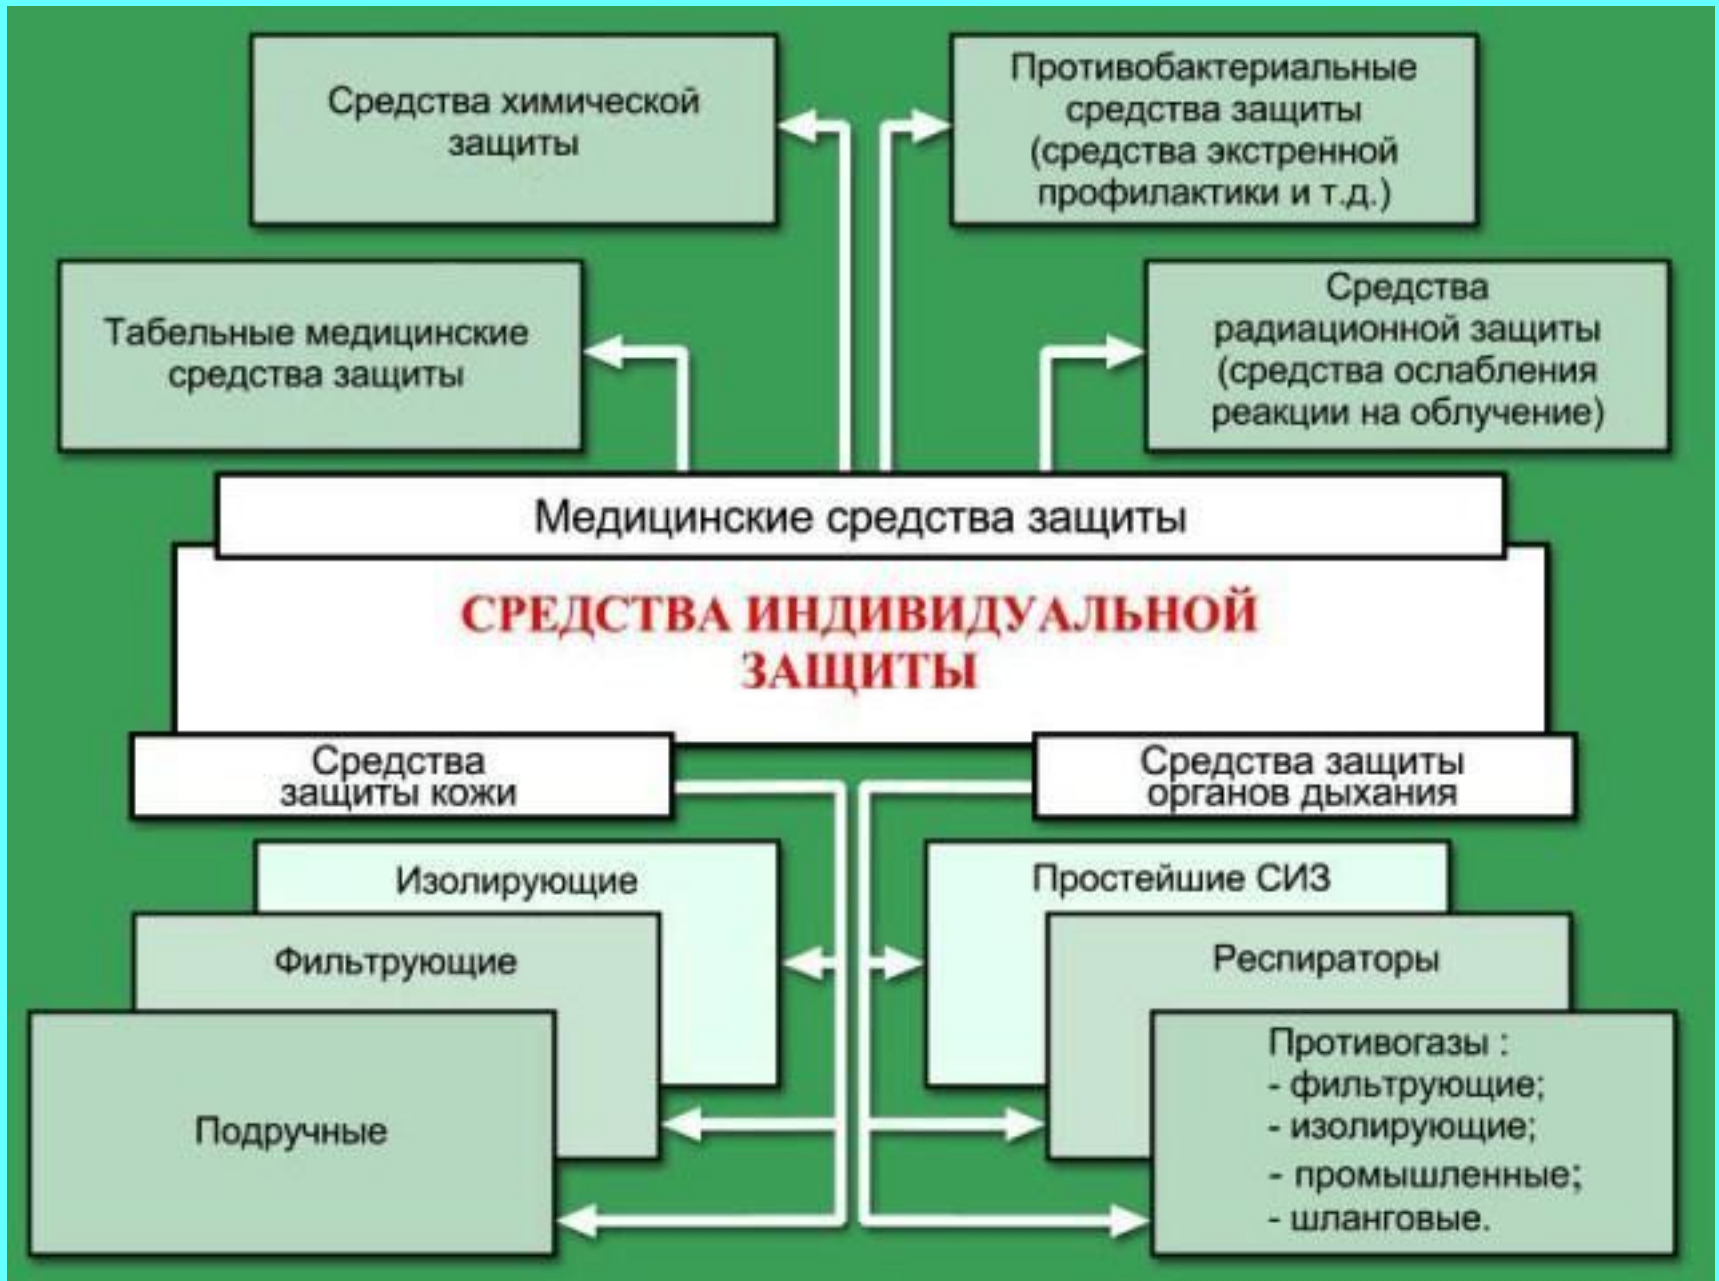 Средства химической
защиты
Противобактериальные
средства защиты
(средства экстренной
профилактики и т.д.)
Табельные медицинские
средства защиты
Средства
радиационной защиты
(средства ослабления
реакции на облучение)
Медицинские средства защиты
СРЕДСТВА ИНДИВИДУАЛЬНОЙ
ЗАЩИТЫ
Средства
защиты кожи
Средства защиты
органов дыхания
Изолирующие
Фильтрующие
Подручные
Простейшие СИЗ
Респираторы
Противогазы :
- фильтрующие;
- изолирующие;
- промышленные;
- шланговые.